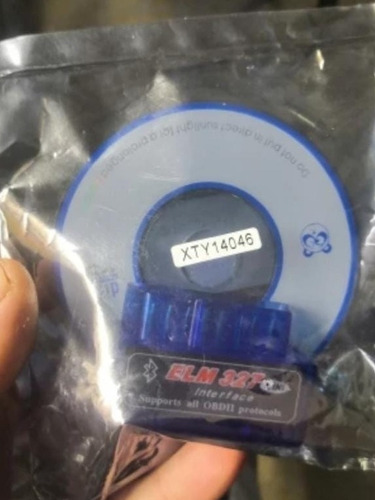 Do not put in direct sunlight for a prolonged
XTY14046
ELM 327
Interface
Supports all OBDII protocols